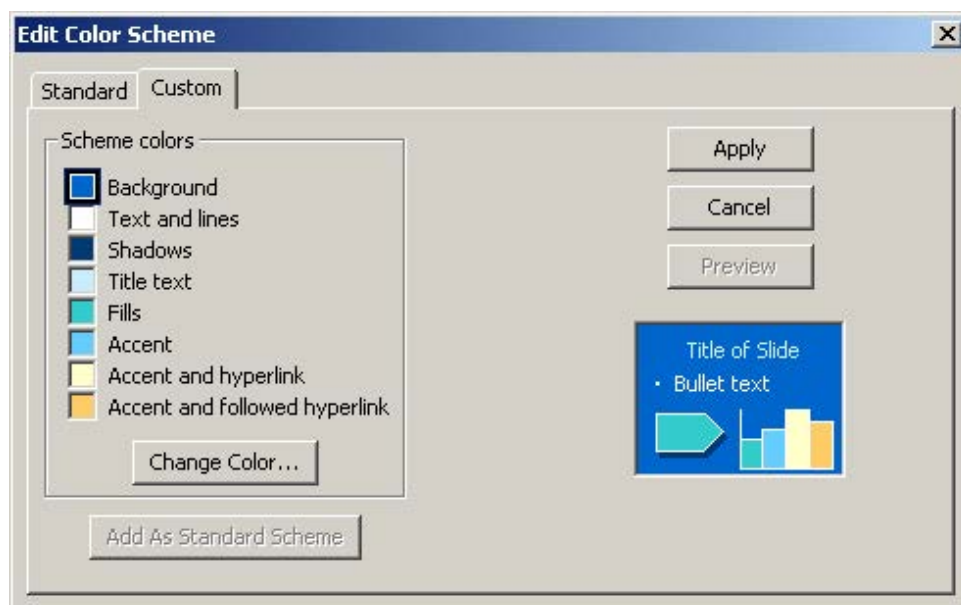 Edit Color Scheme
Standard
Custom
Scheme colors
Background
Text and lines
Shadows
Title text
Fills
Accent
Accent and hyperlink
Accent and followed hyperlink
Change Color...
Add As Standard Scheme
Apply
Cancel
Preview
Title of Slide
• Bullet text